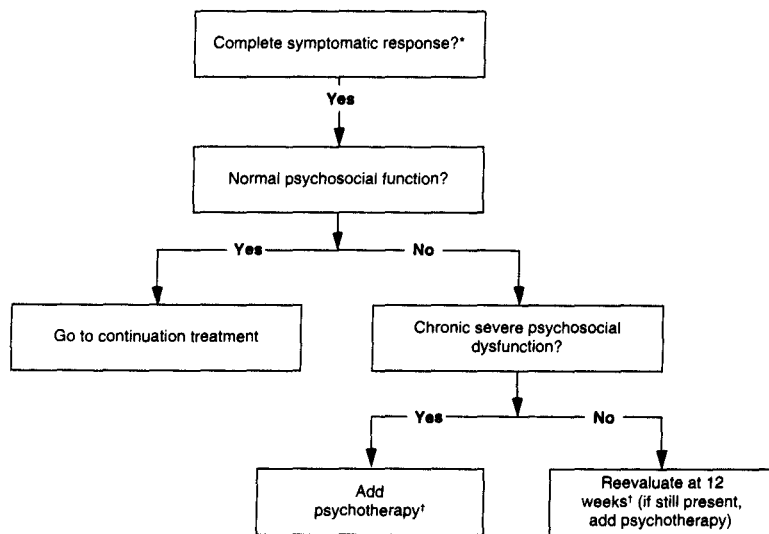 Complete symptomatic response?*
Yes
Normal psychosocial function?
Yes
No
Go to continuation treatment
Chronic severe psychosocial
dysfunction?
Yes
No
Add
psychotherapy†
Reevaluate at 12
weeks† (if still present,
add psychotherapy)